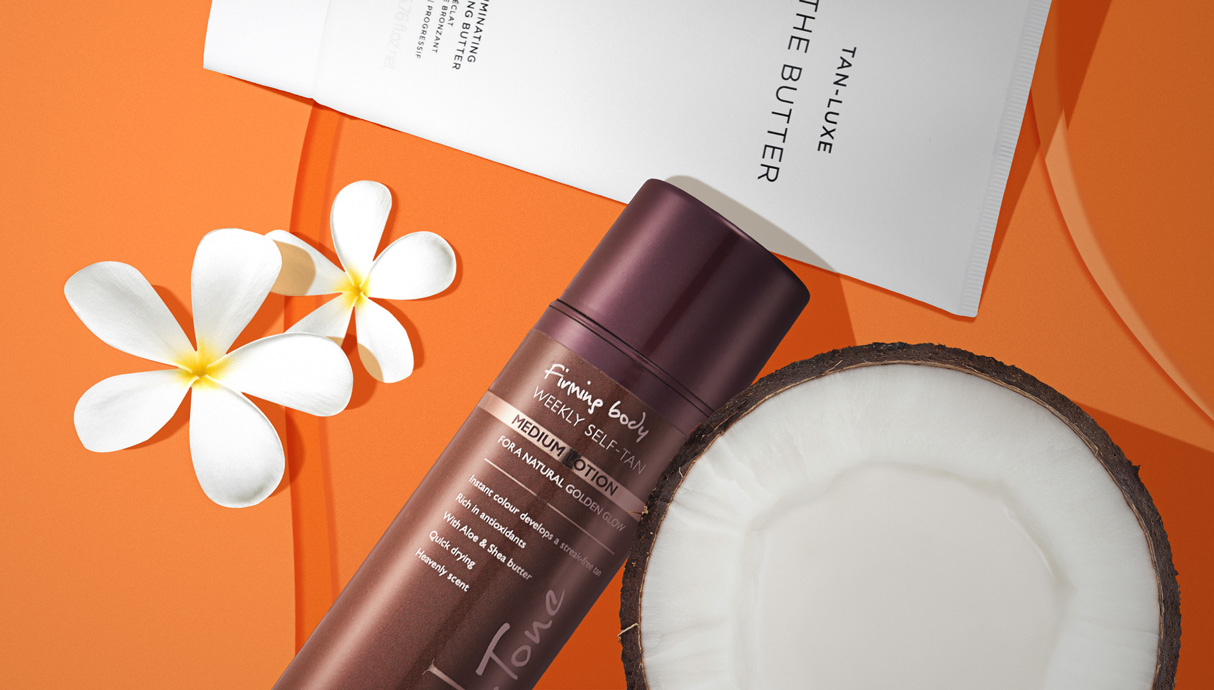 TAN-LUXE
THE BUTTER
MINATING
NG BUTTER
ÉCLAT
BRONZANT
PROGRESSIF
Firming body
WEEKLY SELF-TAN
MEDIUM LOTION
FOR A NATURAL GOLDEN GLOW
Instant colour develops a streak-free tan
Rich in antioxidants
With Aloe & Shea butter
Quick drying
Heavenly scent
Tone